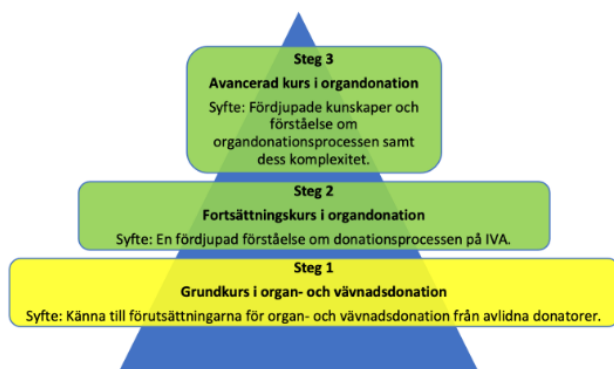 Steg 3
Avancerad kurs i organdonation
Syfte: Fördjupade kunskaper och
förståelse om
organdonationsprocessen samt
dess komplexitet.
Steg 2
Fortsättningskurs i organdonation
Syfte: En fördjupad förståelse om donationsprocessen på IVA.
Steg 1
Grundkurs i organ- och vävnadsdonation
Syfte: Känna till förutsättningarna för organ- och vävnadsdonation från avlidna donatorer.